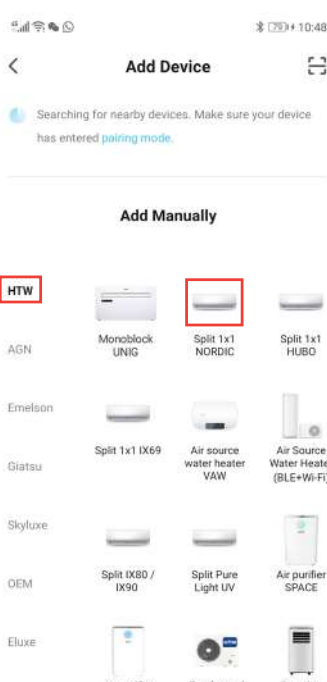 79 10:48
Add Device
Searching for nearby devices. Make sure your device
has entered pairing mode.
Add Manually
HTW
AGN
Emelson
Giatsu
Skyluxe
OEM
Eluxe
Monoblock
UNIG
Split 1x1
NORDIC
Split 1x1
HUBO
Split 1x1 IX69
Air source
water heater
VAW
Air Source
Water Heate
(BLE+Wi-Fi)
Split IX80 /
IX90
Split Pure
Light UV
Air purifier
SPACE